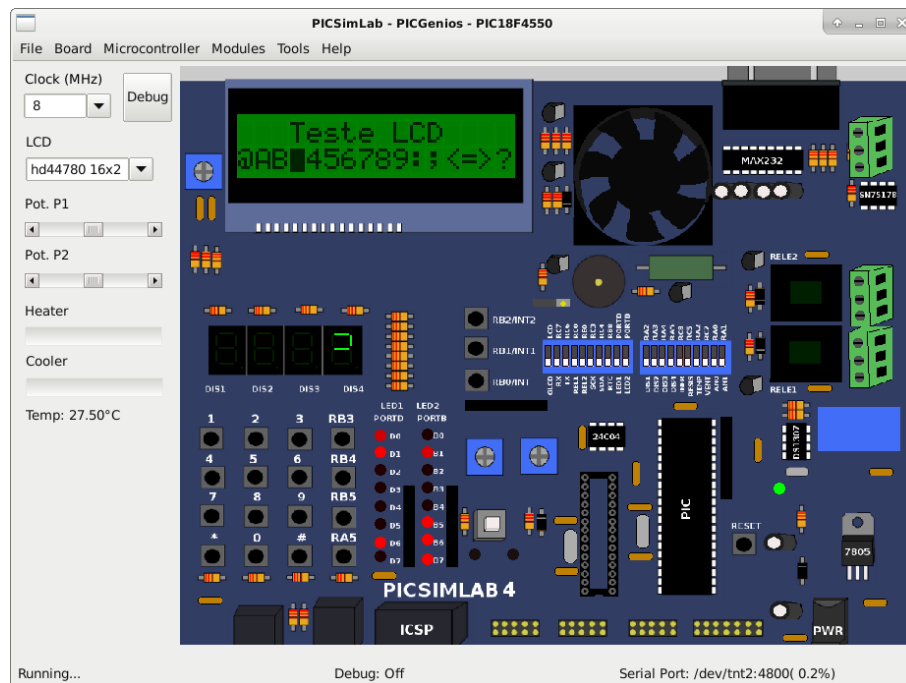 PICSimLab - PICGenios - PIC18F4550
File Board Microcontroller Modules Tools Help
Clock (MHz)
8
Debug
LCD
hd44780 16x2
Pot. P1
Pot. P2
Heater
Cooler
Temp: 27.50°C
Teste LCD
@AB 456789:;<=>?
MAX232
SN75178
RELE2
RELE1
RB2/INT2
RB1/INT1
RB0/INT
DIS1 DIS2 DIS3 DIS4
LED1 LED2
PORTD PORTB
1 2 3 RB3
4 5 6 RB4
7 8 9 RB5
* 0 # RA5
D0 D0
D1 B1
D2 B2
D3 B3
D4 B4
D5 B5
D6 B6
D7 D7
24C04
DS1307
PIC
RESET
7805
PICSIMLAB 4
ICSP
PWR
Running...
Debug: Off
Serial Port: /dev/tnt2:4800( 0.2%)